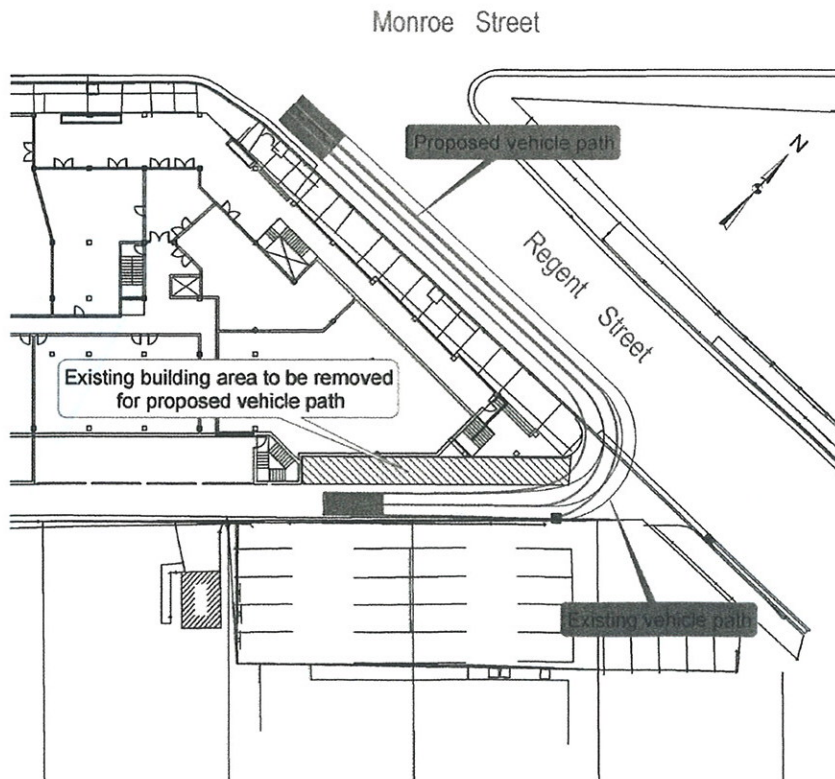 Monroe Street
Proposed vehicle path
N
Regent Street
Existing building area to be removed
for proposed vehicle path
Existing vehicle path